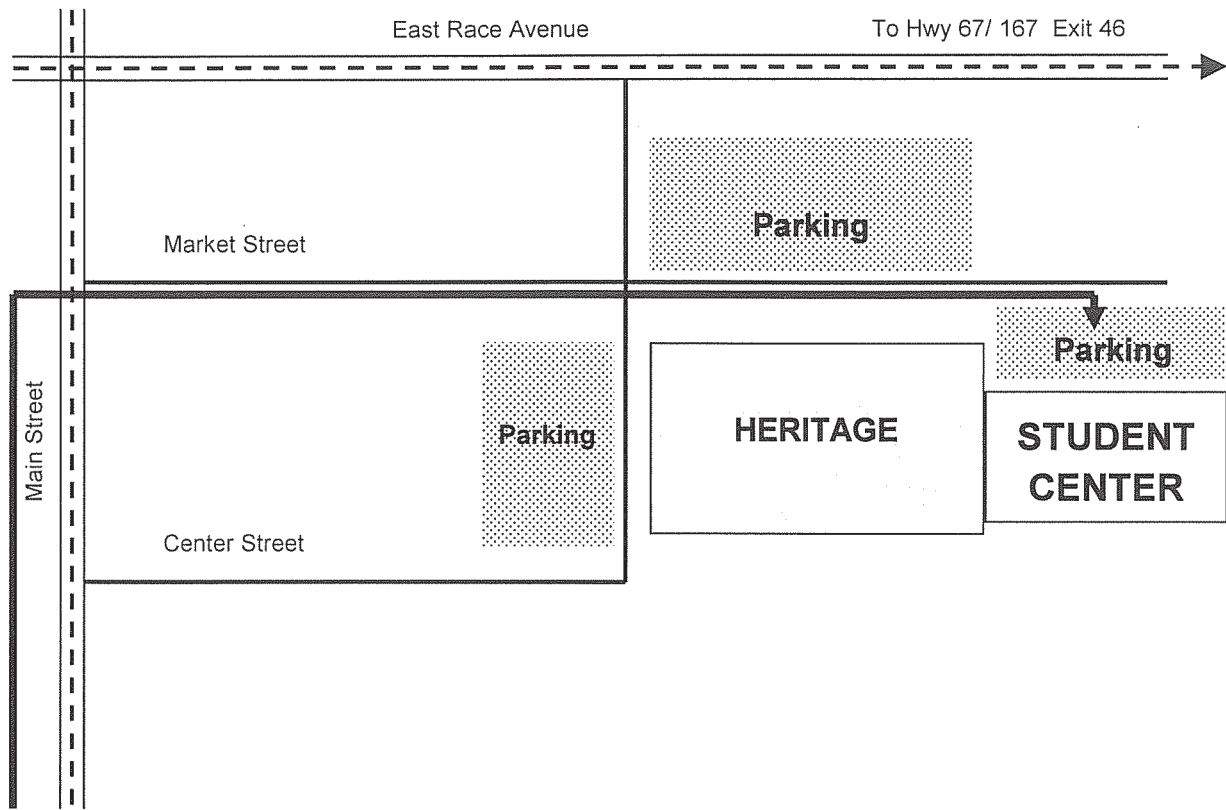 East Race Avenue
To Hwy 67/ 167 Exit 46
Parking
Market Street
Parking
Main Street
Parking
HERITAGE
STUDENT
CENTER
Center Street